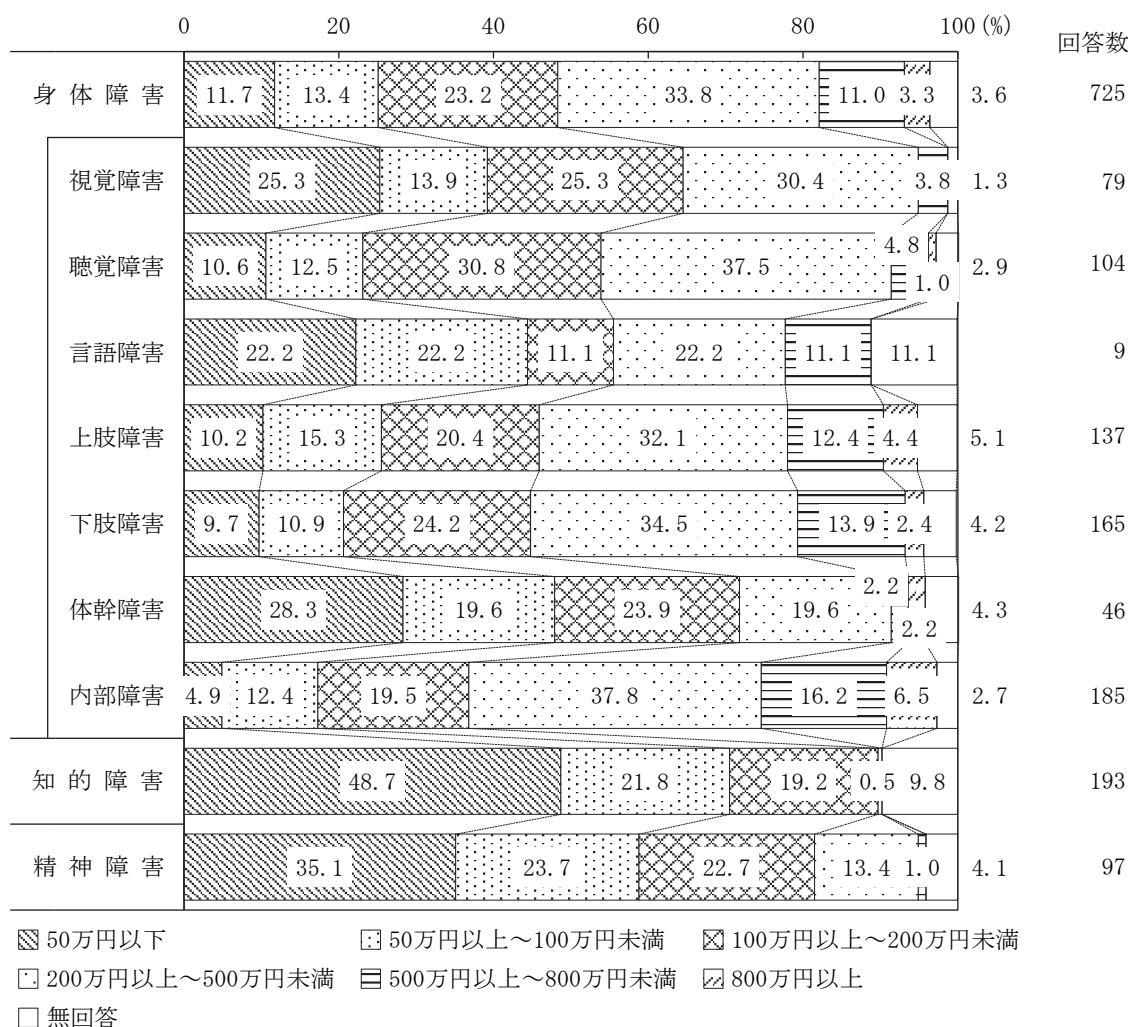 0 20 40 60 80 100 (%)
回答数
身体障害 11.7 13.4 23.2 33.8 11.0 3.3 3.6 725
視覚障害 25.3 13.9 25.3 30.4 3.8 1.3 79
聴覚障害 10.6 12.5 30.8 37.5 4.8 1.0 2.9 104
言語障害 22.2 22.2 11.1 22.2 11.1 11.1 9
上肢障害 10.2 15.3 20.4 32.1 12.4 4.4 5.1 137
下肢障害 9.7 10.9 24.2 34.5 13.9 2.4 4.2 165
体幹障害 28.3 19.6 23.9 19.6 2.2 2.2 4.3 46
内部障害 4.9 12.4 19.5 37.8 16.2 6.5 2.7 185
知的障害 48.7 21.8 19.2 0.5 9.8 193
精神障害 35.1 23.7 22.7 13.4 1.0 4.1 97
50万円以下 50万円以上～100万円未満 100万円以上～200万円未満
200万円以上～500万円未満 500万円以上～800万円未満 800万円以上
無回答